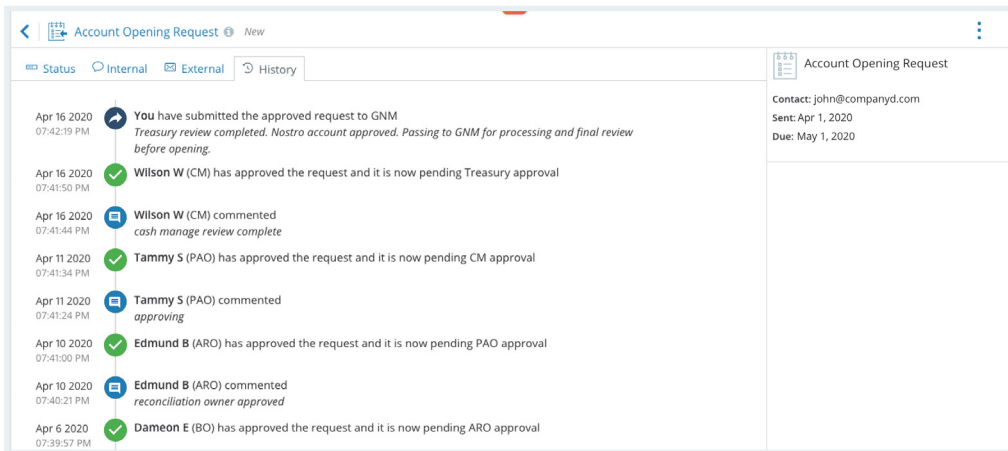 Account Opening Request New
Status Internal External History
Account Opening Request
Contact: john@companyd.com
Sent: Apr 1, 2020
Due: May 1, 2020
Apr 16 2020 You have submitted the approved request to GNM
07:42:19 PM Treasury review completed. Nostro account approved. Passing to GNM for processing and final review
before opening.
Apr 16 2020 Wilson W (CM) has approved the request and it is now pending Treasury approval
07:41:50 PM
Apr 16 2020 Wilson W (CM) commented
07:41:44 PM cash manage review complete
Apr 11 2020 Tammy S (PAO) has approved the request and it is now pending CM approval
07:41:34 PM
Apr 11 2020 Tammy S (PAO) commented
07:41:24 PM approving
Apr 10 2020 Edmund B (ARO) has approved the request and it is now pending PAO approval
07:41:00 PM
Apr 10 2020 Edmund B (ARO) commented
07:40:21 PM reconciliation owner approved
Apr 6 2020 Dameon E (BO) has approved the request and it is now pending ARO approval
07:39:57 PM